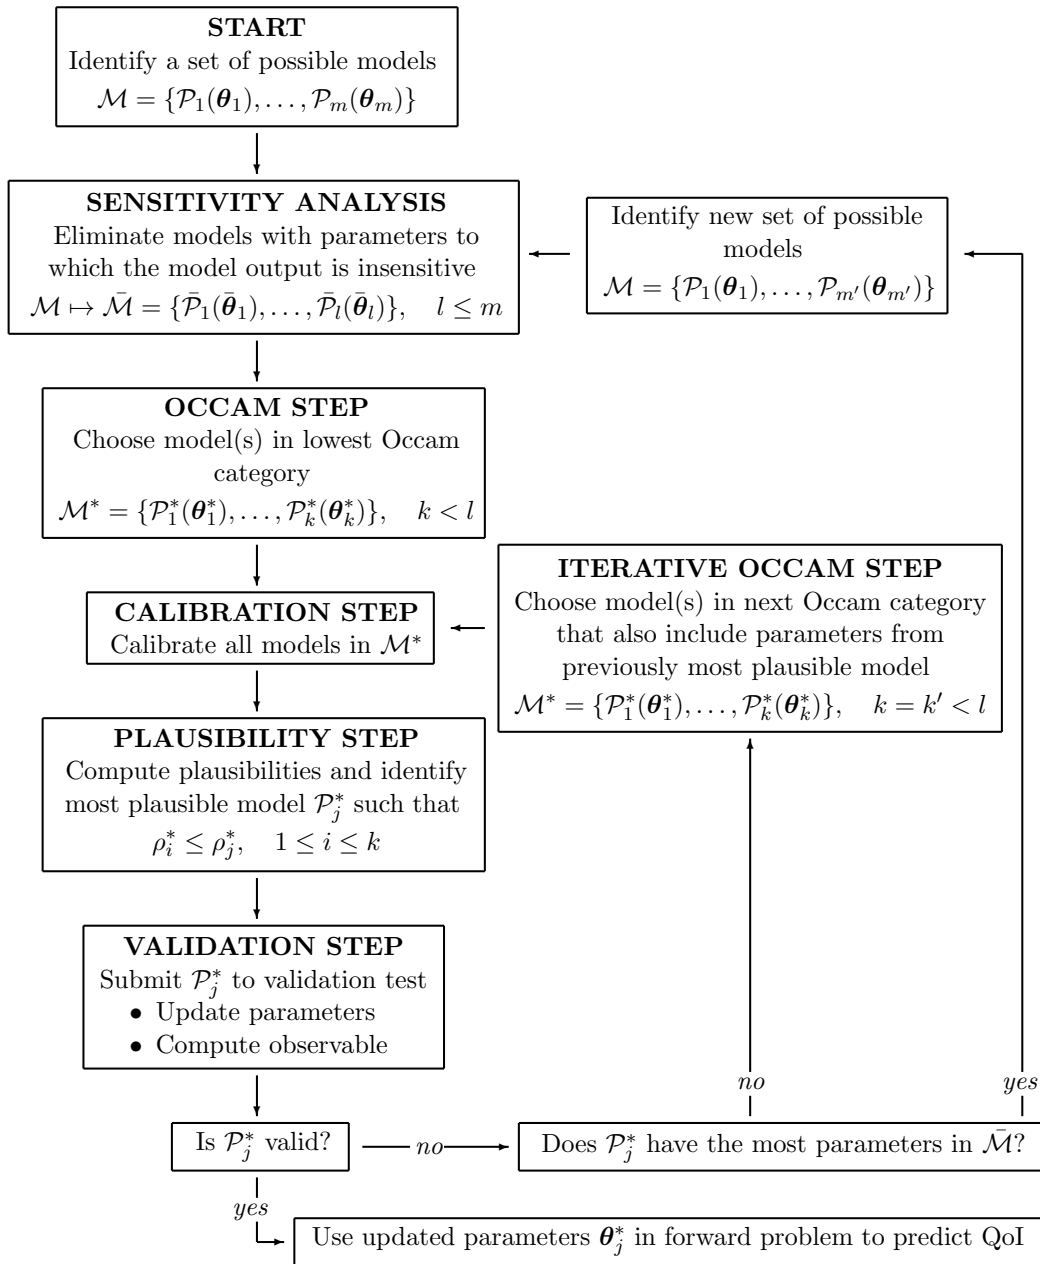 START
Identify a set of possible models
ℳ = {𝒫₁(𝜽₁), . . . , 𝒫ₘ(𝜽ₘ)}
SENSITIVITY ANALYSIS
Eliminate models with parameters to
which the model output is insensitive
ℳ ↦ ℳ̄ = {𝒫̄₁(𝜽̄₁), . . . , 𝒫̄ₗ(𝜽̄ₗ)},  l ≤ m
Identify new set of possible
models
ℳ = {𝒫₁(𝜽₁), . . . , 𝒫_{m′}(𝜽_{m′})}
OCCAM STEP
Choose model(s) in lowest Occam
category
ℳ* = {𝒫₁*(𝜽₁*), . . . , 𝒫ₖ*(𝜽ₖ*)},  k < l
ITERATIVE OCCAM STEP
Choose model(s) in next Occam category
that also include parameters from
previously most plausible model
ℳ* = {𝒫₁*(𝜽₁*), . . . , 𝒫ₖ*(𝜽ₖ*)},  k = k′ < l
CALIBRATION STEP
Calibrate all models in ℳ*
PLAUSIBILITY STEP
Compute plausibilities and identify
most plausible model 𝒫ⱼ* such that
ρᵢ* ≤ ρⱼ*,  1 ≤ i ≤ k
VALIDATION STEP
Submit 𝒫ⱼ* to validation test
• Update parameters
• Compute observable
no
yes
Is 𝒫ⱼ* valid?
no
Does 𝒫ⱼ* have the most parameters in ℳ̄?
yes
Use updated parameters 𝜽ⱼ* in forward problem to predict QoI